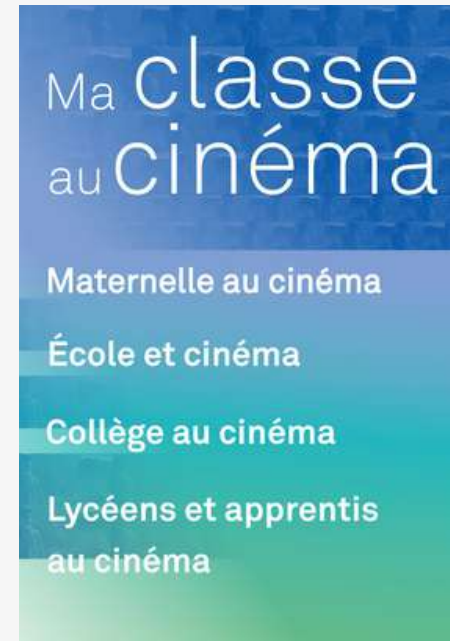 Ma classe
au cinéma
Maternelle au cinéma
École et cinéma
Collège au cinéma
Lycéens et apprentis
au cinéma